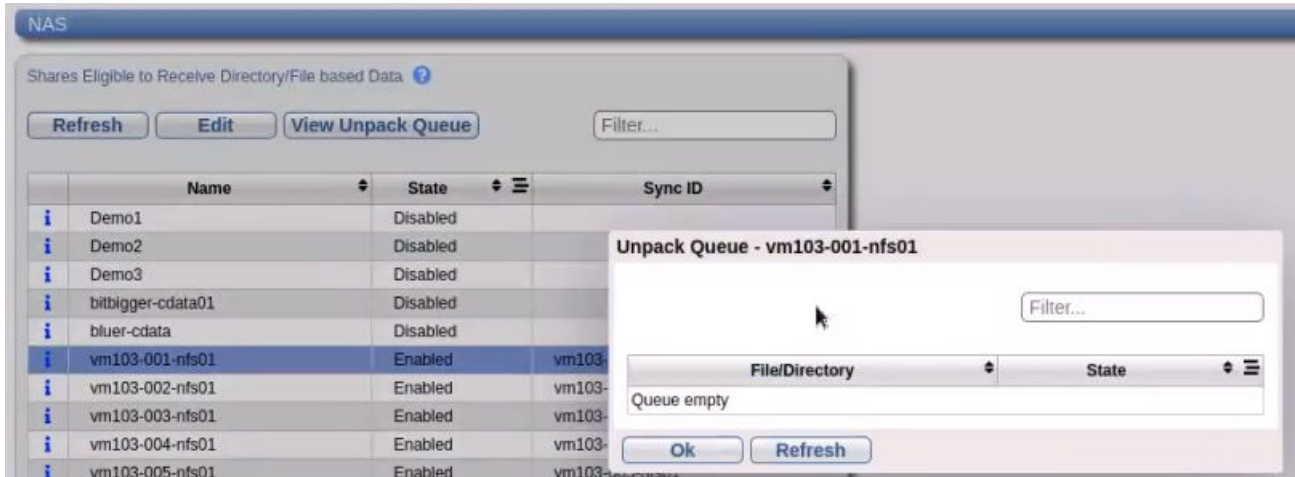 NAS
Shares Eligible to Receive Directory/File based Data ?
Refresh Edit View Unpack Queue Filter...
Name State Sync ID
i Demo1 Disabled
i Demo2 Disabled
i Demo3 Disabled
i bitbigger-cdata01 Disabled
i bluer-cdata Disabled
i vm103-001-nfs01 Enabled vm103-
i vm103-002-nfs01 Enabled vm103-
i vm103-003-nfs01 Enabled vm103-
i vm103-004-nfs01 Enabled vm103-
i vm103-005-nfs01 Enabled
Unpack Queue - vm103-001-nfs01
Filter...
File/Directory State
Queue empty
Ok Refresh